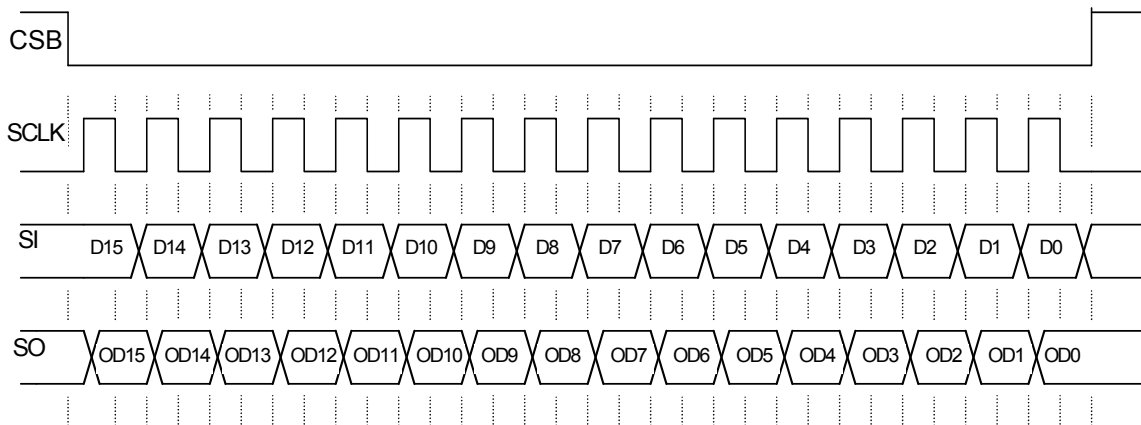 CSB
SCLK
SI D15 D14 D13 D12 D11 D10 D9 D8 D7 D6 D5 D4 D3 D2 D1 D0
SO OD15 OD14 OD13 OD12 OD11 OD10 OD9 OD8 OD7 OD6 OD5 OD4 OD3 OD2 OD1 OD0